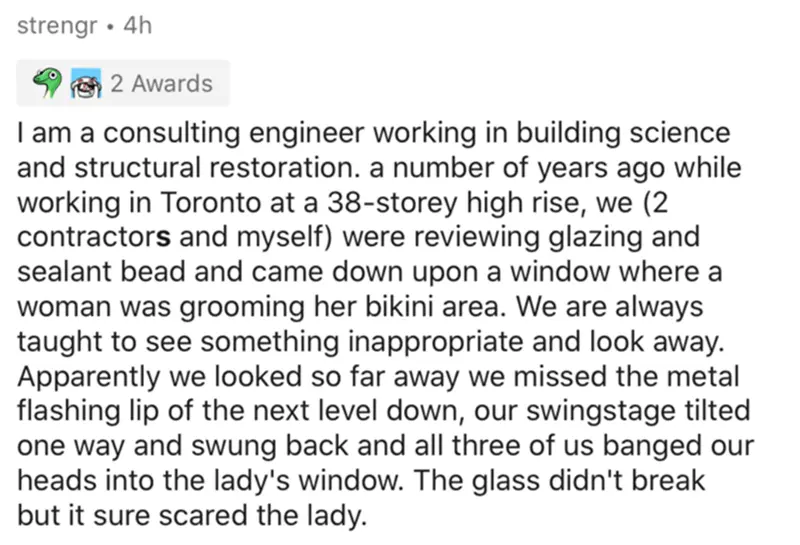 strengr • 4h
2 Awards
I am a consulting engineer working in building science
and structural restoration. a number of years ago while
working in Toronto at a 38-storey high rise, we (2
contractors and myself) were reviewing glazing and
sealant bead and came down upon a window where a
woman was grooming her bikini area. We are always
taught to see something inappropriate and look away.
Apparently we looked so far away we missed the metal
flashing lip of the next level down, our swingstage tilted
one way and swung back and all three of us banged our
heads into the lady's window. The glass didn't break
but it sure scared the lady.